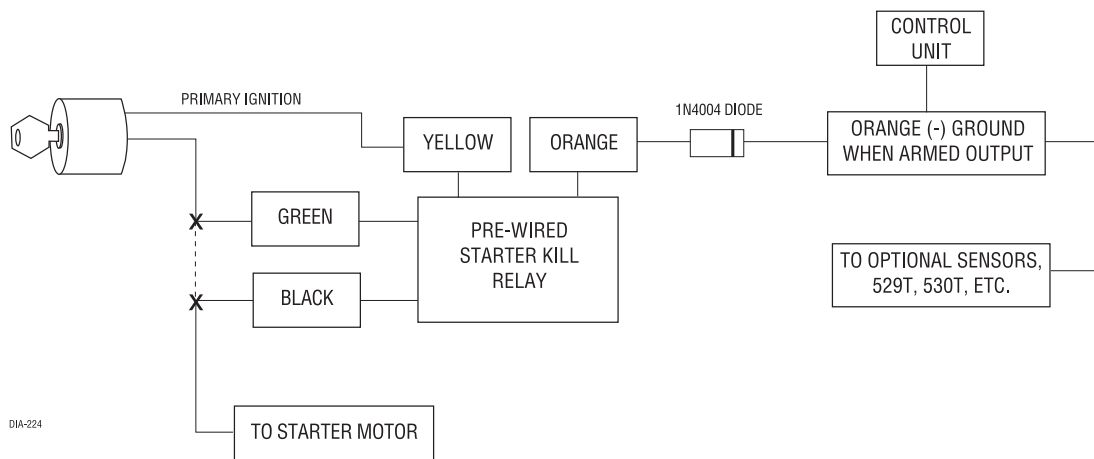 CONTROL
UNIT
PRIMARY IGNITION
1N4004 DIODE
YELLOW
ORANGE
ORANGE (-) GROUND
WHEN ARMED OUTPUT
GREEN
PRE-WIRED
STARTER KILL
RELAY
TO OPTIONAL SENSORS,
529T, 530T, ETC.
BLACK
DIA-224
TO STARTER MOTOR